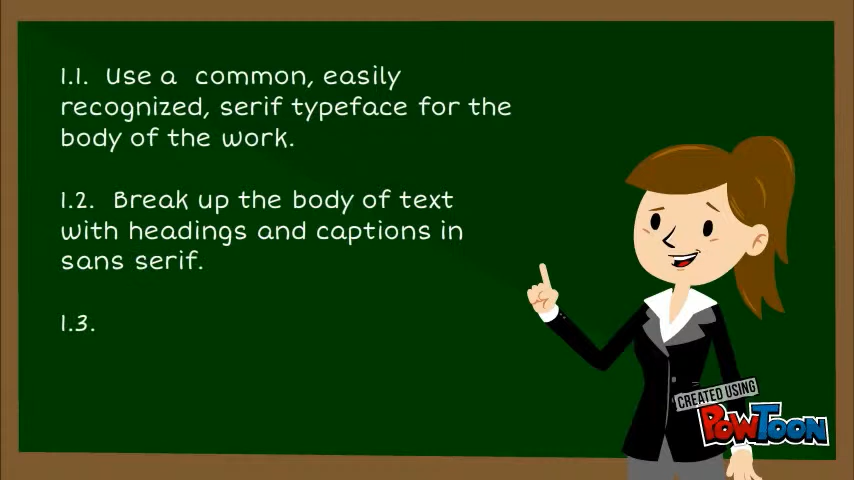 1.1. Use a common, easily
recognized, serif typeface for the
body of the work.
1.2. Break up the body of text
with headings and captions in
sans serif.
1.3.
CREATED USING
POWTOON